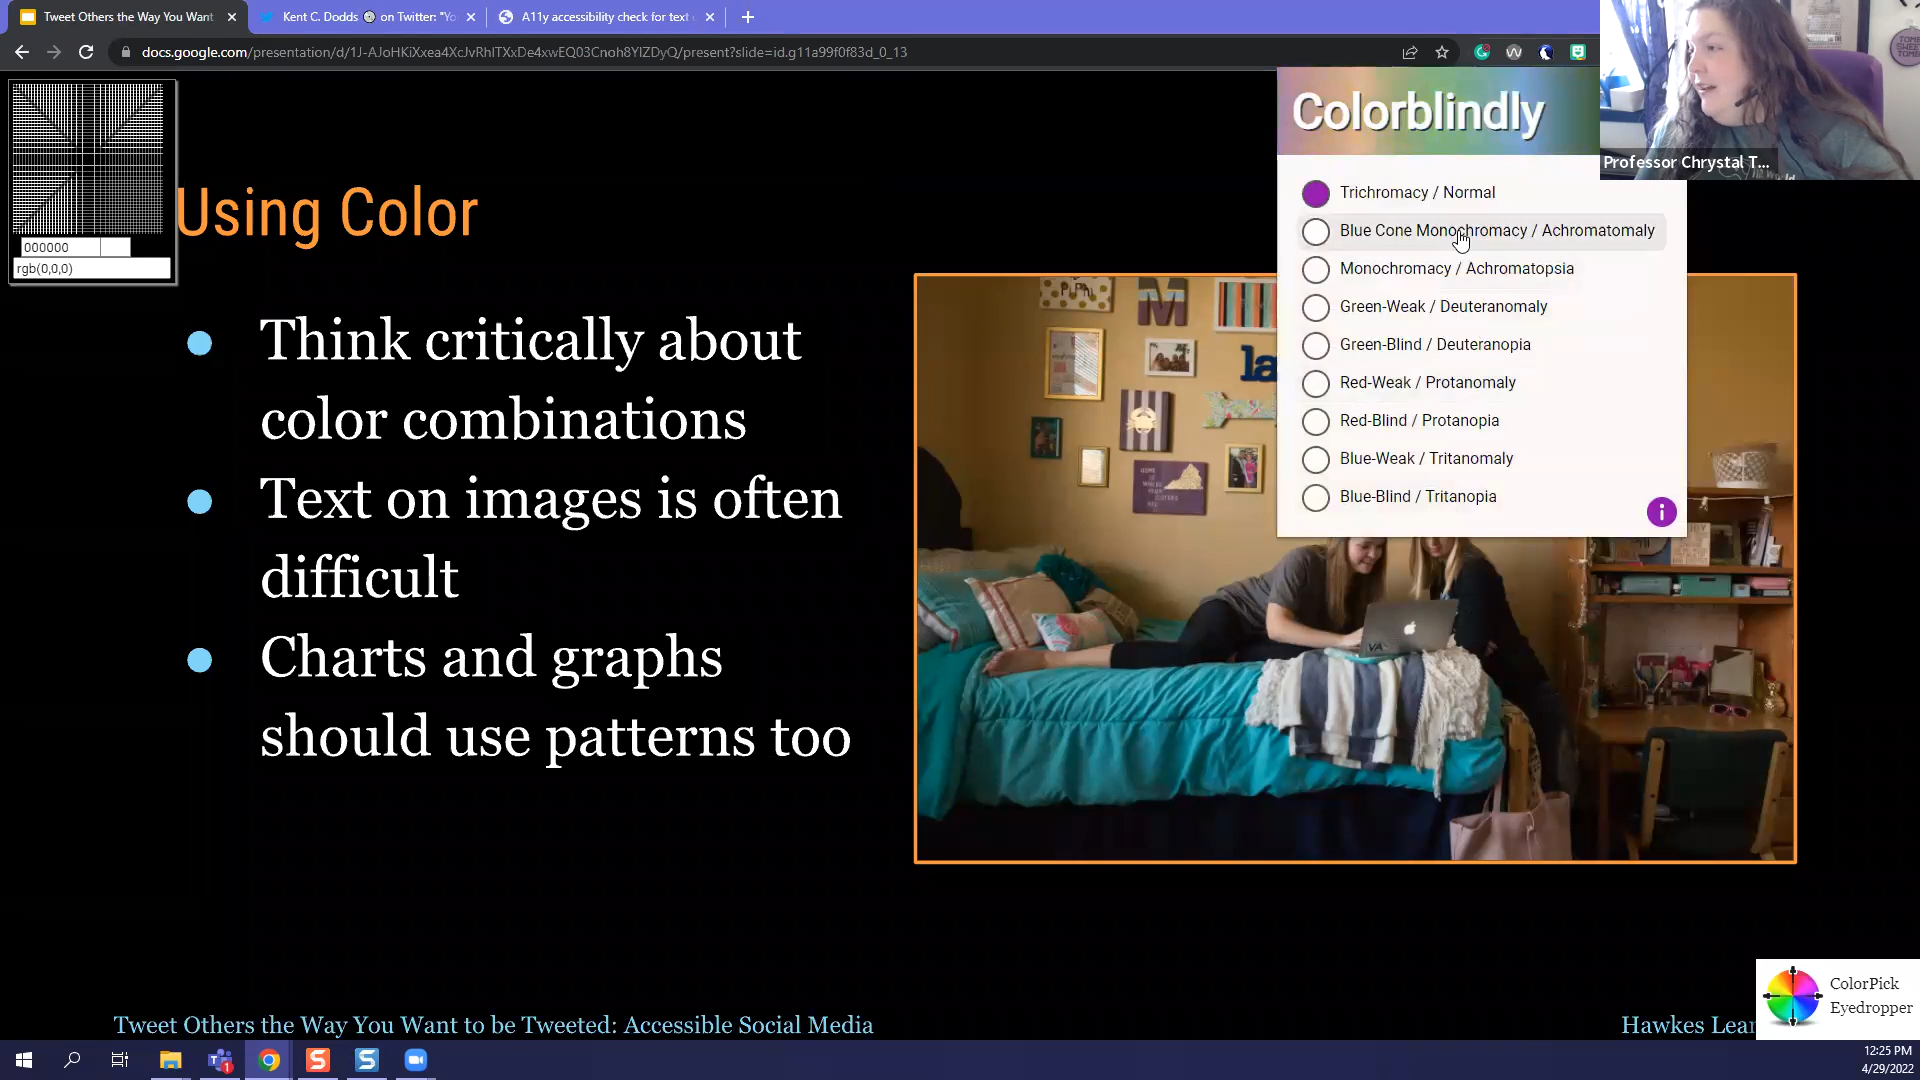 Tweet Others the Way You Want
Kent C. Dodds on Twitter: "Yo
A11y accessibility check for text
docs.google.com/presentation/d/1J-AJoHKiXxea4XcJvRhlTXxDe4xwEQ03Cnoh8YlZDyQ/present?slide=id.g11a99f0f83d_0_13
Colorblindly
Professor Chrystal T...
Trichromacy / Normal
Blue Cone Monochromacy / Achromatomaly
Monochromacy / Achromatopsia
Green-Weak / Deuteranomaly
Green-Blind / Deuteranopia
Red-Weak / Protanomaly
Red-Blind / Protanopia
Blue-Weak / Tritanomaly
Blue-Blind / Tritanopia
i
000000
rgb(0,0,0)
Using Color
Think critically about
color combinations
Text on images is often
difficult
Charts and graphs
should use patterns too
M
la
VA
ColorPick
Eyedropper
Tweet Others the Way You Want to be Tweeted: Accessible Social Media
Hawkes Lear
12:25 PM
4/29/2022